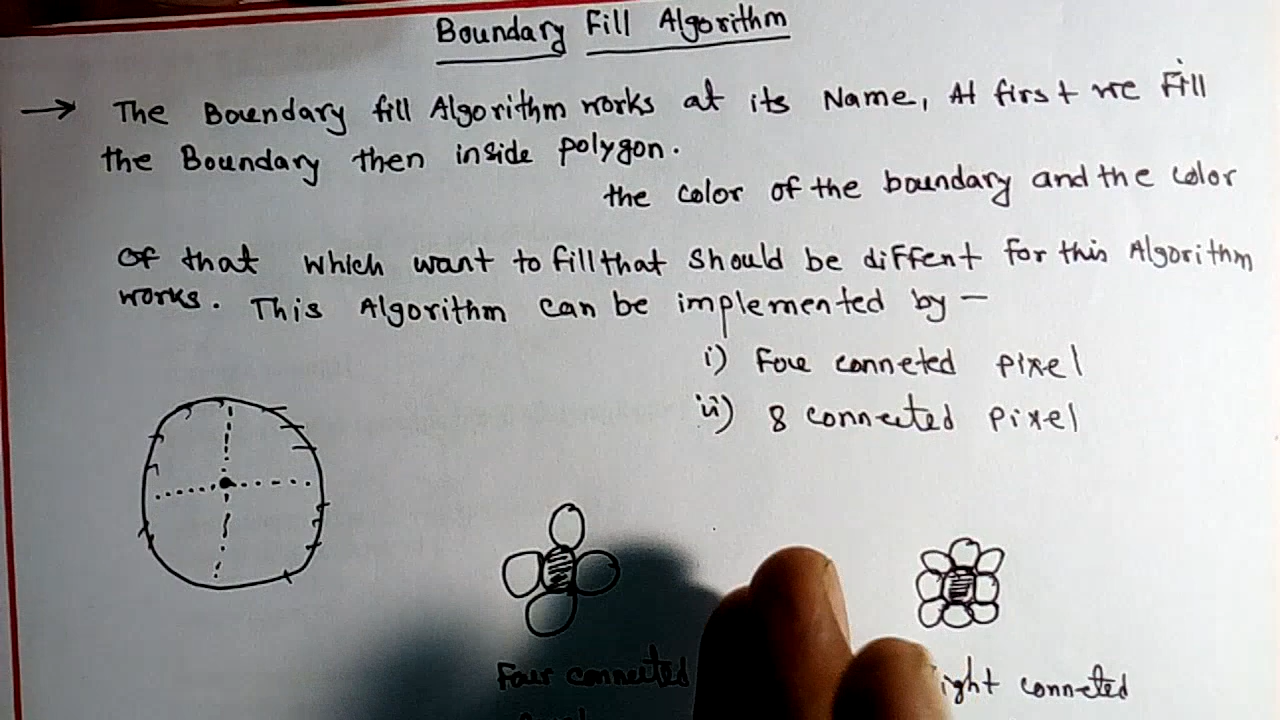 Boundary Fill Algorithm
→ The Boundary fill Algorithm works at its Name, At first we Fill
the Boundary then inside polygon.
the color of the boundary and the color
of that which want to fill that should be diffent for this Algorithm
works. This Algorithm can be implemented by —
i) Four conneted pixel
ii) 8 connected pixel
Four connected
ight conneted